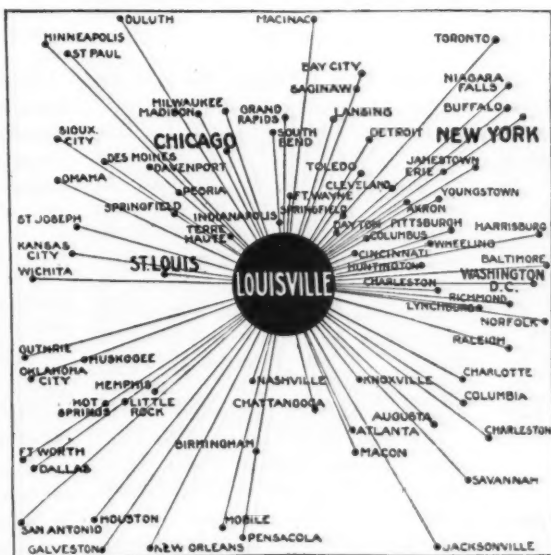 DULUTH
MACINAC
MINNEAPOLIS
ST PAUL
TORONTO
BAY CITY
SAGINAW
NIAGARA
FALLS
MILWAUKEE
MADISON
GRAND
RAPIDS
LANSING
BUFFALO
SIOUX
CITY
CHICAGO
SOUTH
BEND
DETROIT
NEW YORK
DES MOINES
DAVENPORT
TOLEDO
JAMESTOWN
ERIE
OMAHA
PEORIA
FT. WAYNE
CLEVELAND
YOUNGSTOWN
SPRINGFIELD
INDIANAPOLIS
SPRINGFIELD
AKRON
ST JOSEPH
TERRE
HAUTE
DAYTON
PITTSBURGH
HARRISBURG
COLUMBUS
WHEELING
KANSAS
CITY
ST. LOUIS
CINCINNATI
BALTIMORE
HUNTINGTON
WICHITA
LOUISVILLE
CHARLESTON
WASHINGTON
D.C.
RICHMOND
LYNCHBURG
NORFOLK
RALEIGH
GUTHRIE
MUSKOGEE
OKLAHOMA
CITY
MEMPHIS
NASHVILLE
KNOXVILLE
CHARLOTTE
HOT
SPRINGS
LITTLE
ROCK
CHATTANOGA
COLUMBIA
AUGUSTA
ATLANTA
CHARLESTON
BIRMINGHAM
MACON
FT WORTH
DALLAS
SAVANNAH
SAN ANTONIO
HOUSTON
MOBILE
PENSACOLA
GALVESTON
NEW ORLEANS
JACKSONVILLE